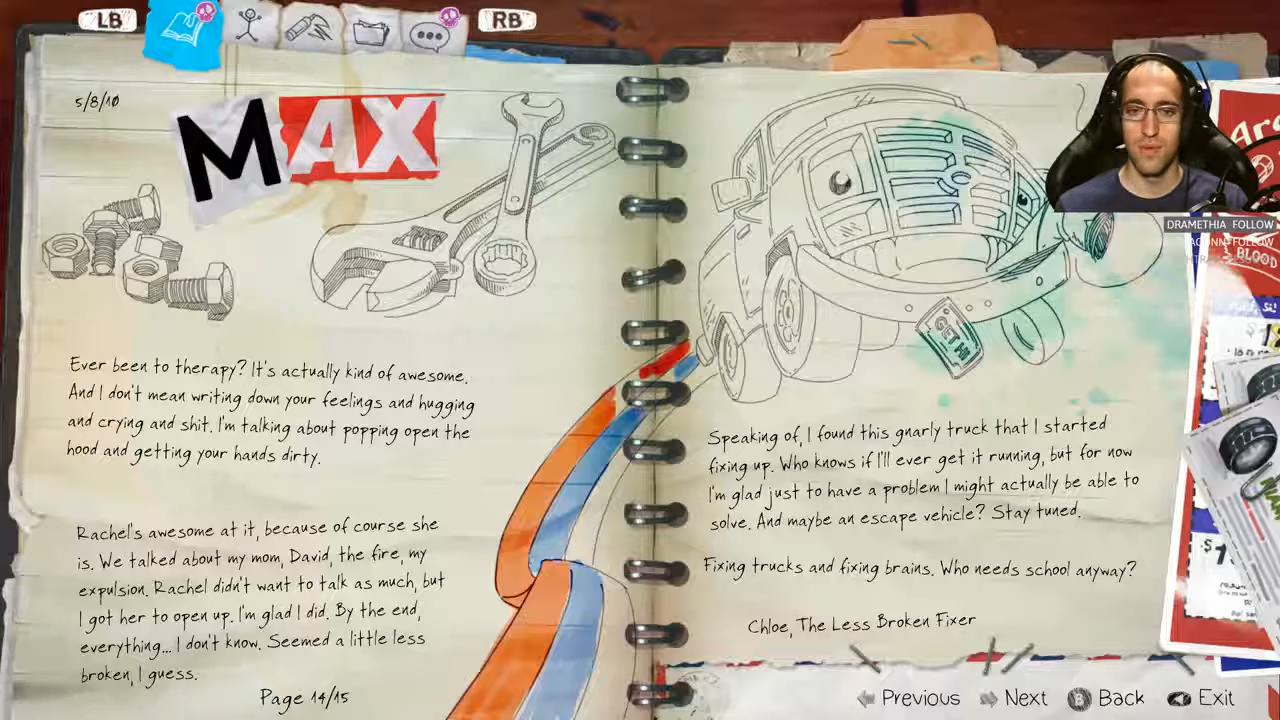 LB
RB
5/8/10
MAX
Ever been to therapy? It's actually kind of awesome.
And I don't mean writing down your feelings and hugging
and crying and shit. I'm talking about popping open the
hood and getting your hands dirty.
Rachel's awesome at it, because of course she
is. We talked about my mom, David, the fire, my
expulsion. Rachel didn't want to talk as much, but
I got her to open up. I'm glad I did. By the end,
everything... I don't know. Seemed a little less
broken, I guess.
Page 14/15
GET H
Speaking of, I found this gnarly truck that I started
fixing up. Who knows if I'll ever get it running, but for now
I'm glad just to have a problem I might actually be able to
solve. And maybe an escape vehicle? Stay tuned.
Fixing trucks and fixing brains. Who needs school anyway?
Chloe, The Less Broken Fixer
DRAMETHIA FOLLOW
FOLLOW
BLOOD
Previous
Next
B Back
Exit